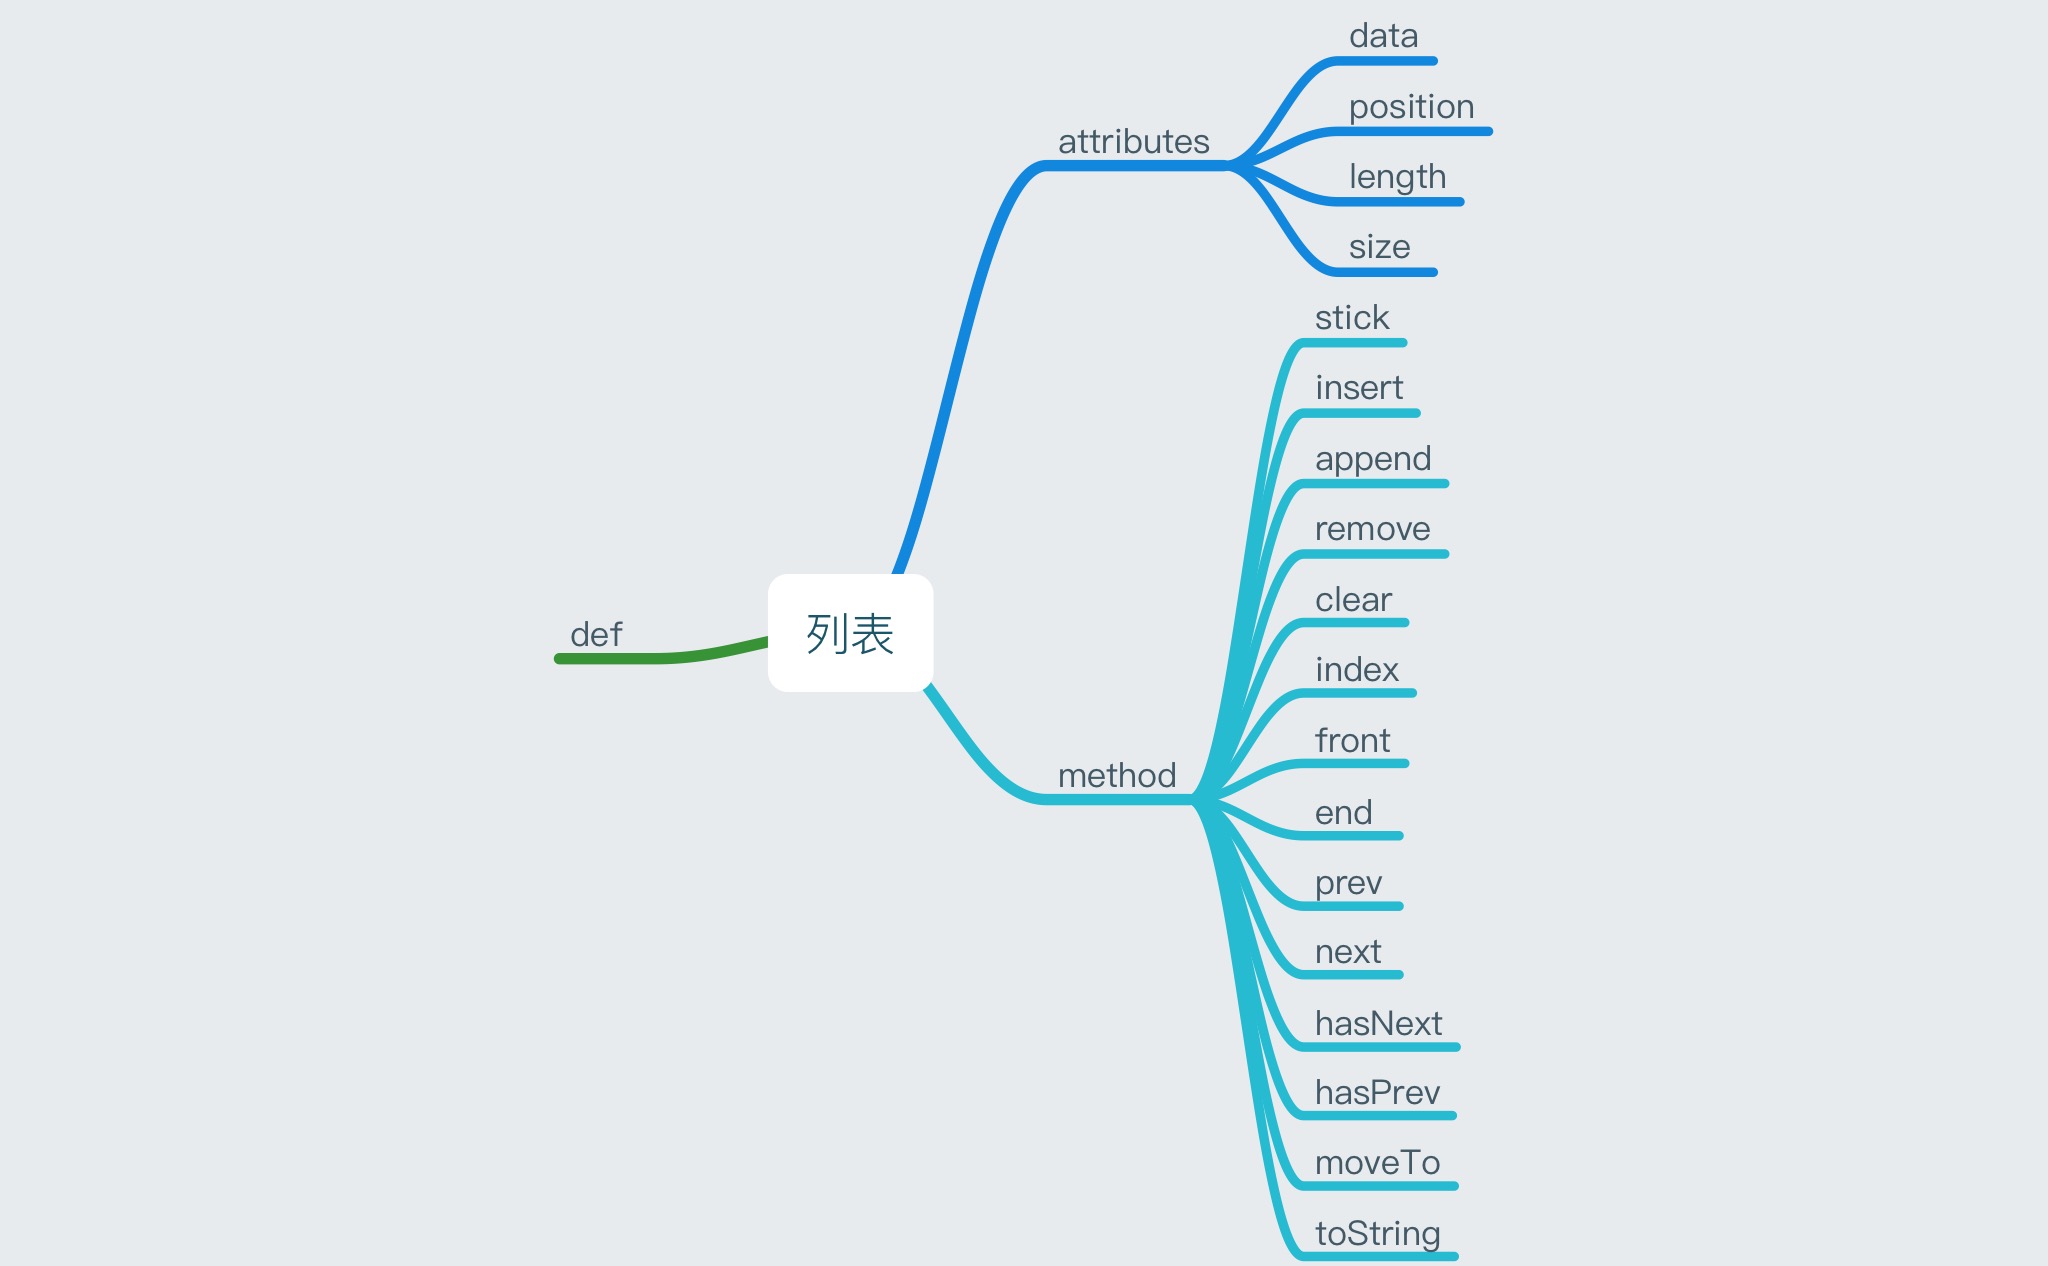 列表
def
attributes
data
position
length
size
method
stick
insert
append
remove
clear
index
front
end
prev
next
hasNext
hasPrev
moveTo
toString